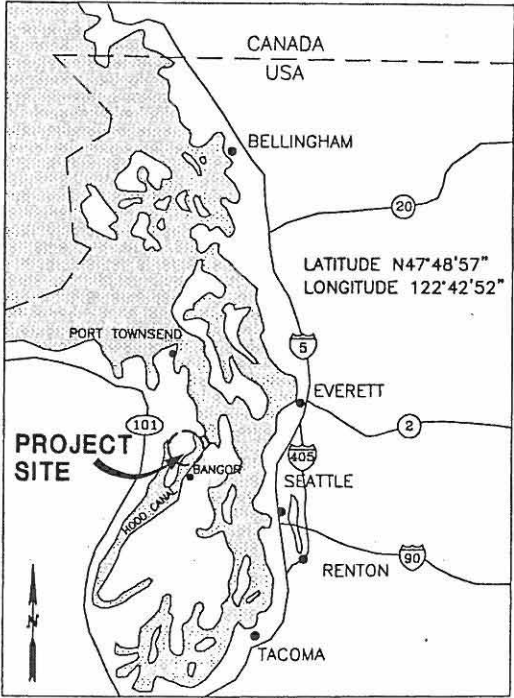 CANADA
USA
BELLINGHAM
20
LATITUDE N47°48'57"
LONGITUDE 122°42'52"
PORT TOWNSEND
5
EVERETT
101
2
PROJECT
SITE
405
BANGOR
SEATTLE
HOOD CANAL
90
RENTON
N
TACOMA